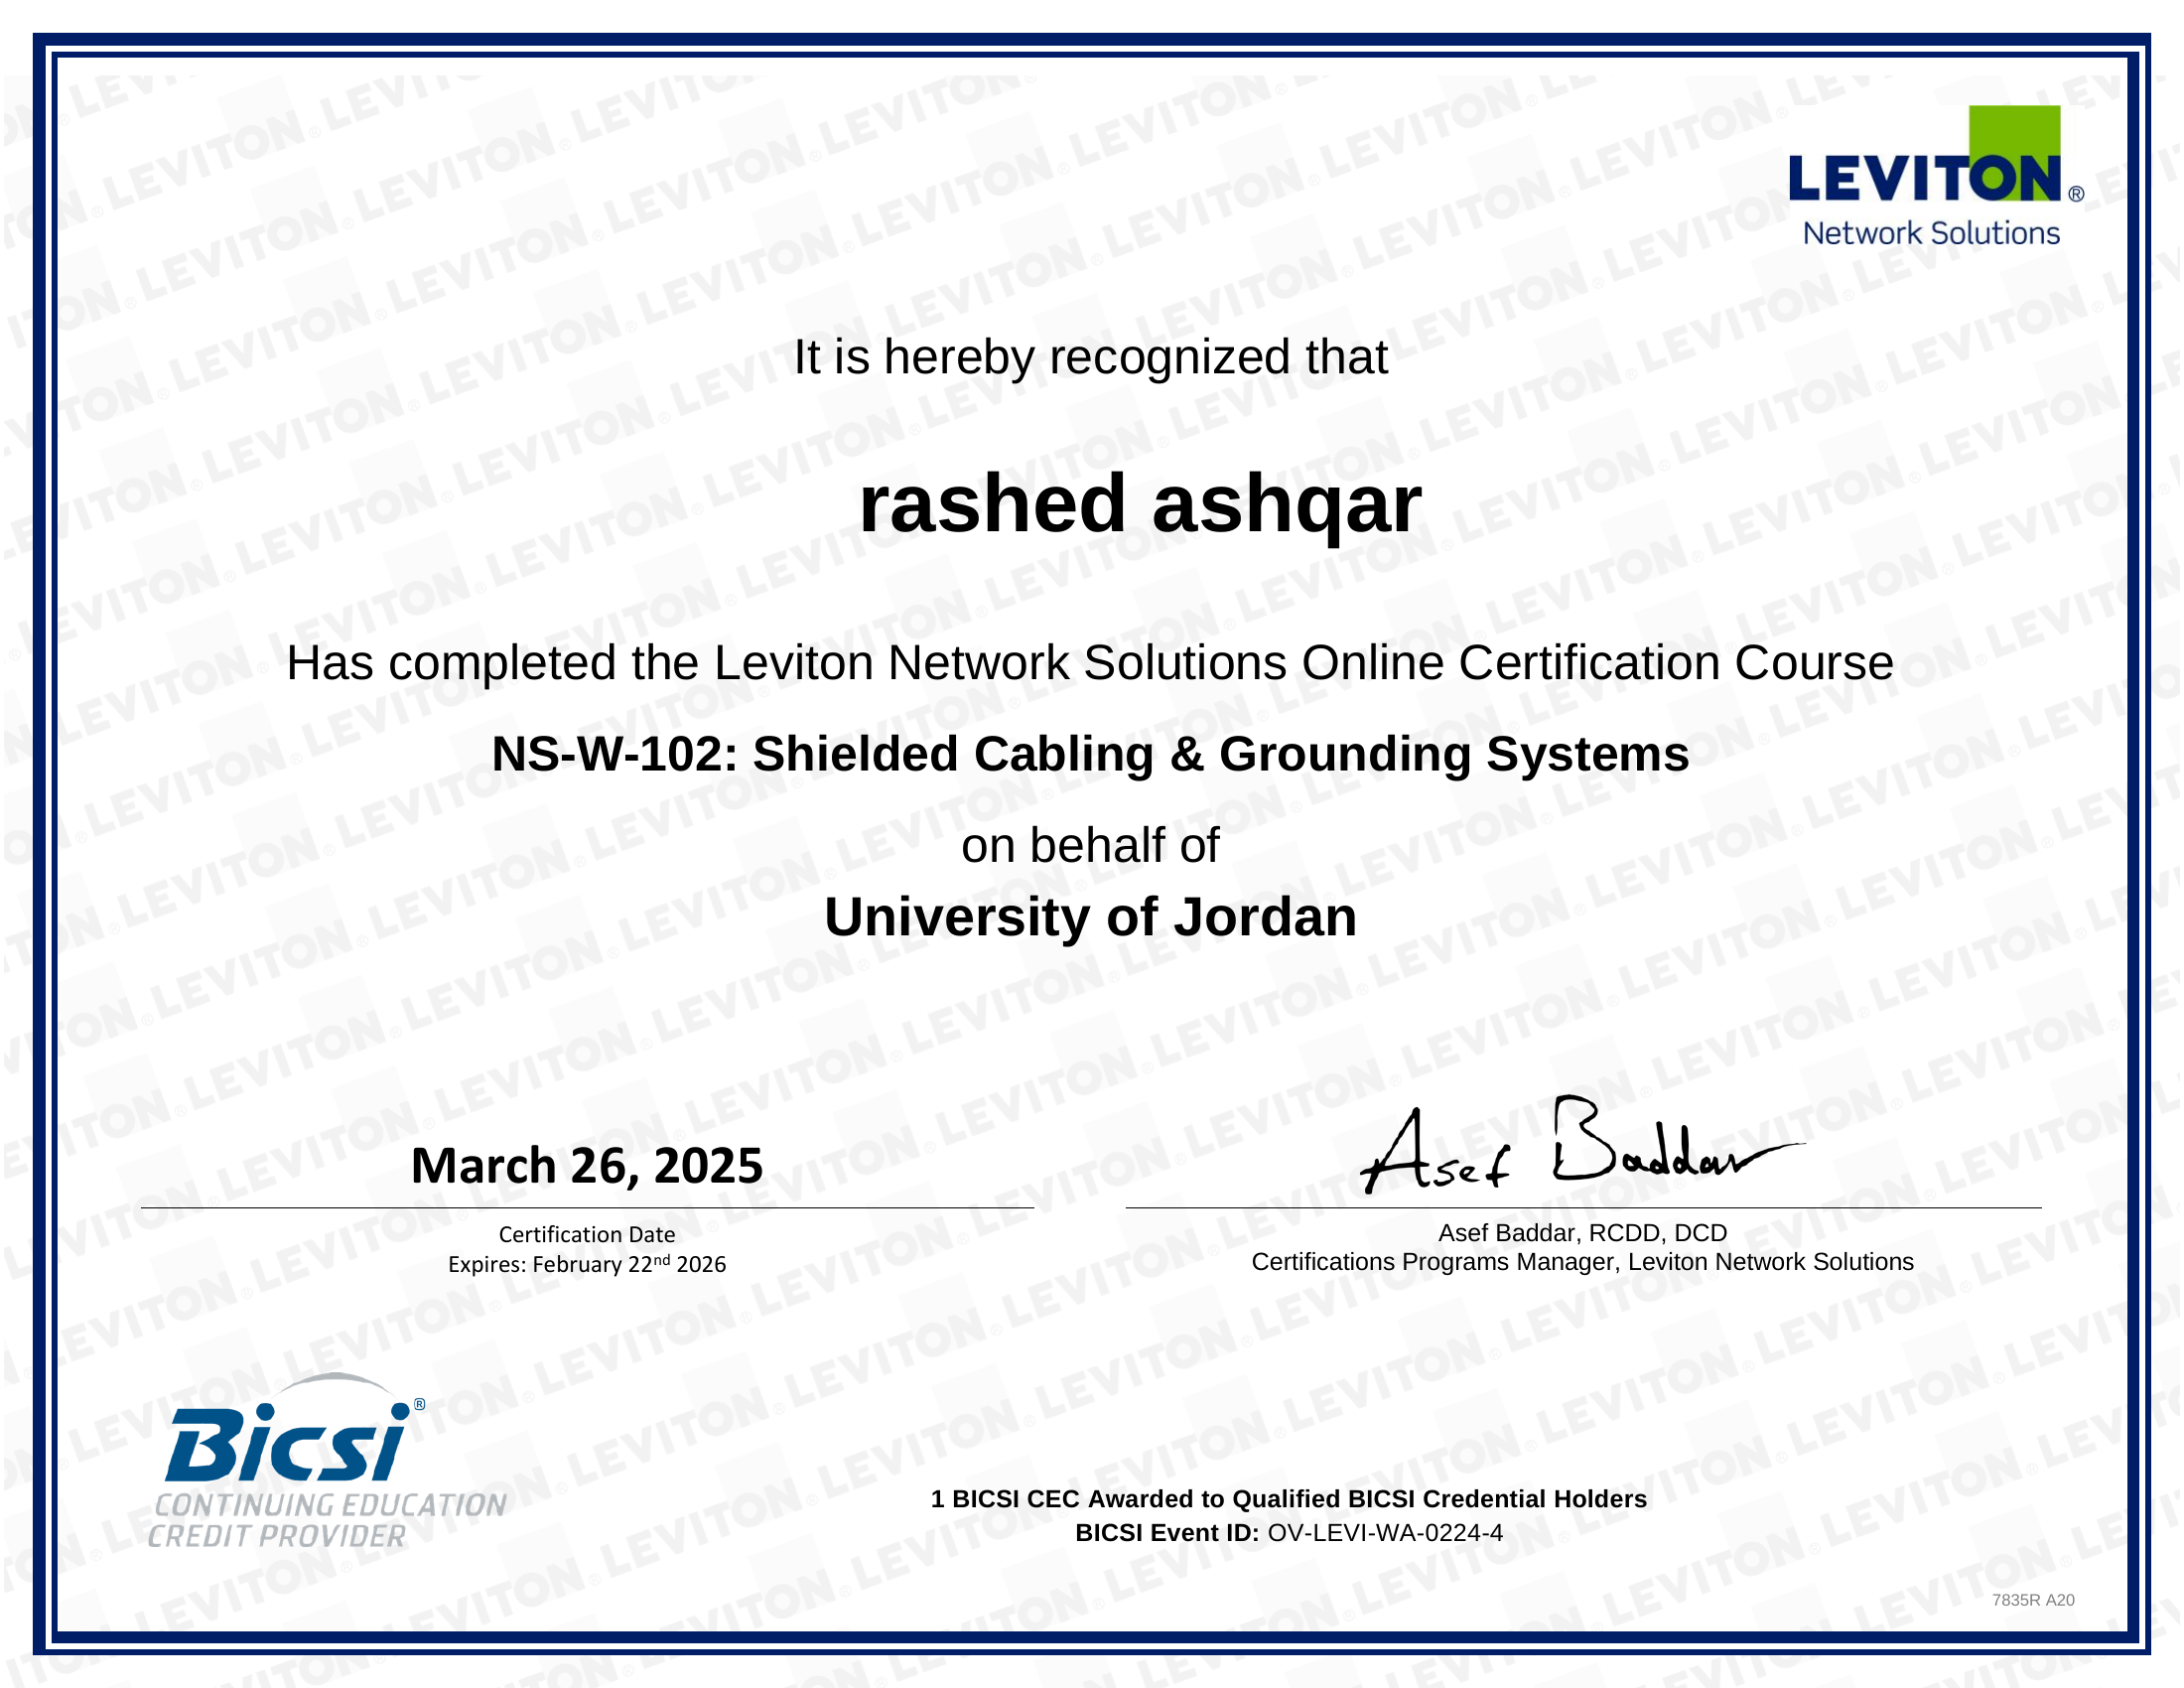 LEVITON®
Network Solutions
It is hereby recognized that
rashed ashqar
Has completed the Leviton Network Solutions Online Certification Course
NS-W-102: Shielded Cabling & Grounding Systems
on behalf of
University of Jordan
March 26, 2025
Certification Date
Expires: February 22nd 2026
Asef Baddar
Asef Baddar, RCDD, DCD
Certifications Programs Manager, Leviton Network Solutions
Bicsi®
CONTINUING EDUCATION
CREDIT PROVIDER
1 BICSI CEC Awarded to Qualified BICSI Credential Holders
BICSI Event ID: OV-LEVI-WA-0224-4
7835R A20